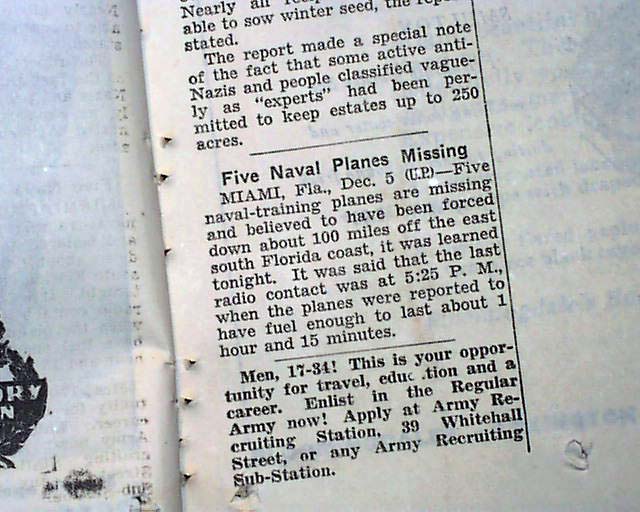 Nearly all
able to sow winter seed, the
stated.
The report made a special note
of the fact that some active anti-
Nazis and people classified vague-
ly as "experts" had been per-
mitted to keep estates up to 250
acres.
Five Naval Planes Missing
MIAMI, Fla., Dec. 5 (U.P.)—Five
naval-training planes are missing
and believed to have been forced
down about 100 miles off the east
south Florida coast, it was learned
tonight. It was said that the last
radio contact was at 5:25 P. M.,
when the planes were reported to
have fuel enough to last about 1
hour and 15 minutes.
Men, 17-34! This is your oppor-
tunity for travel, educ tion and a
career. Enlist in the Regular
Army now! Apply at Army Re-
cruiting Station, 39 Whitehall
Street, or any Army Recruiting
Sub-Station.